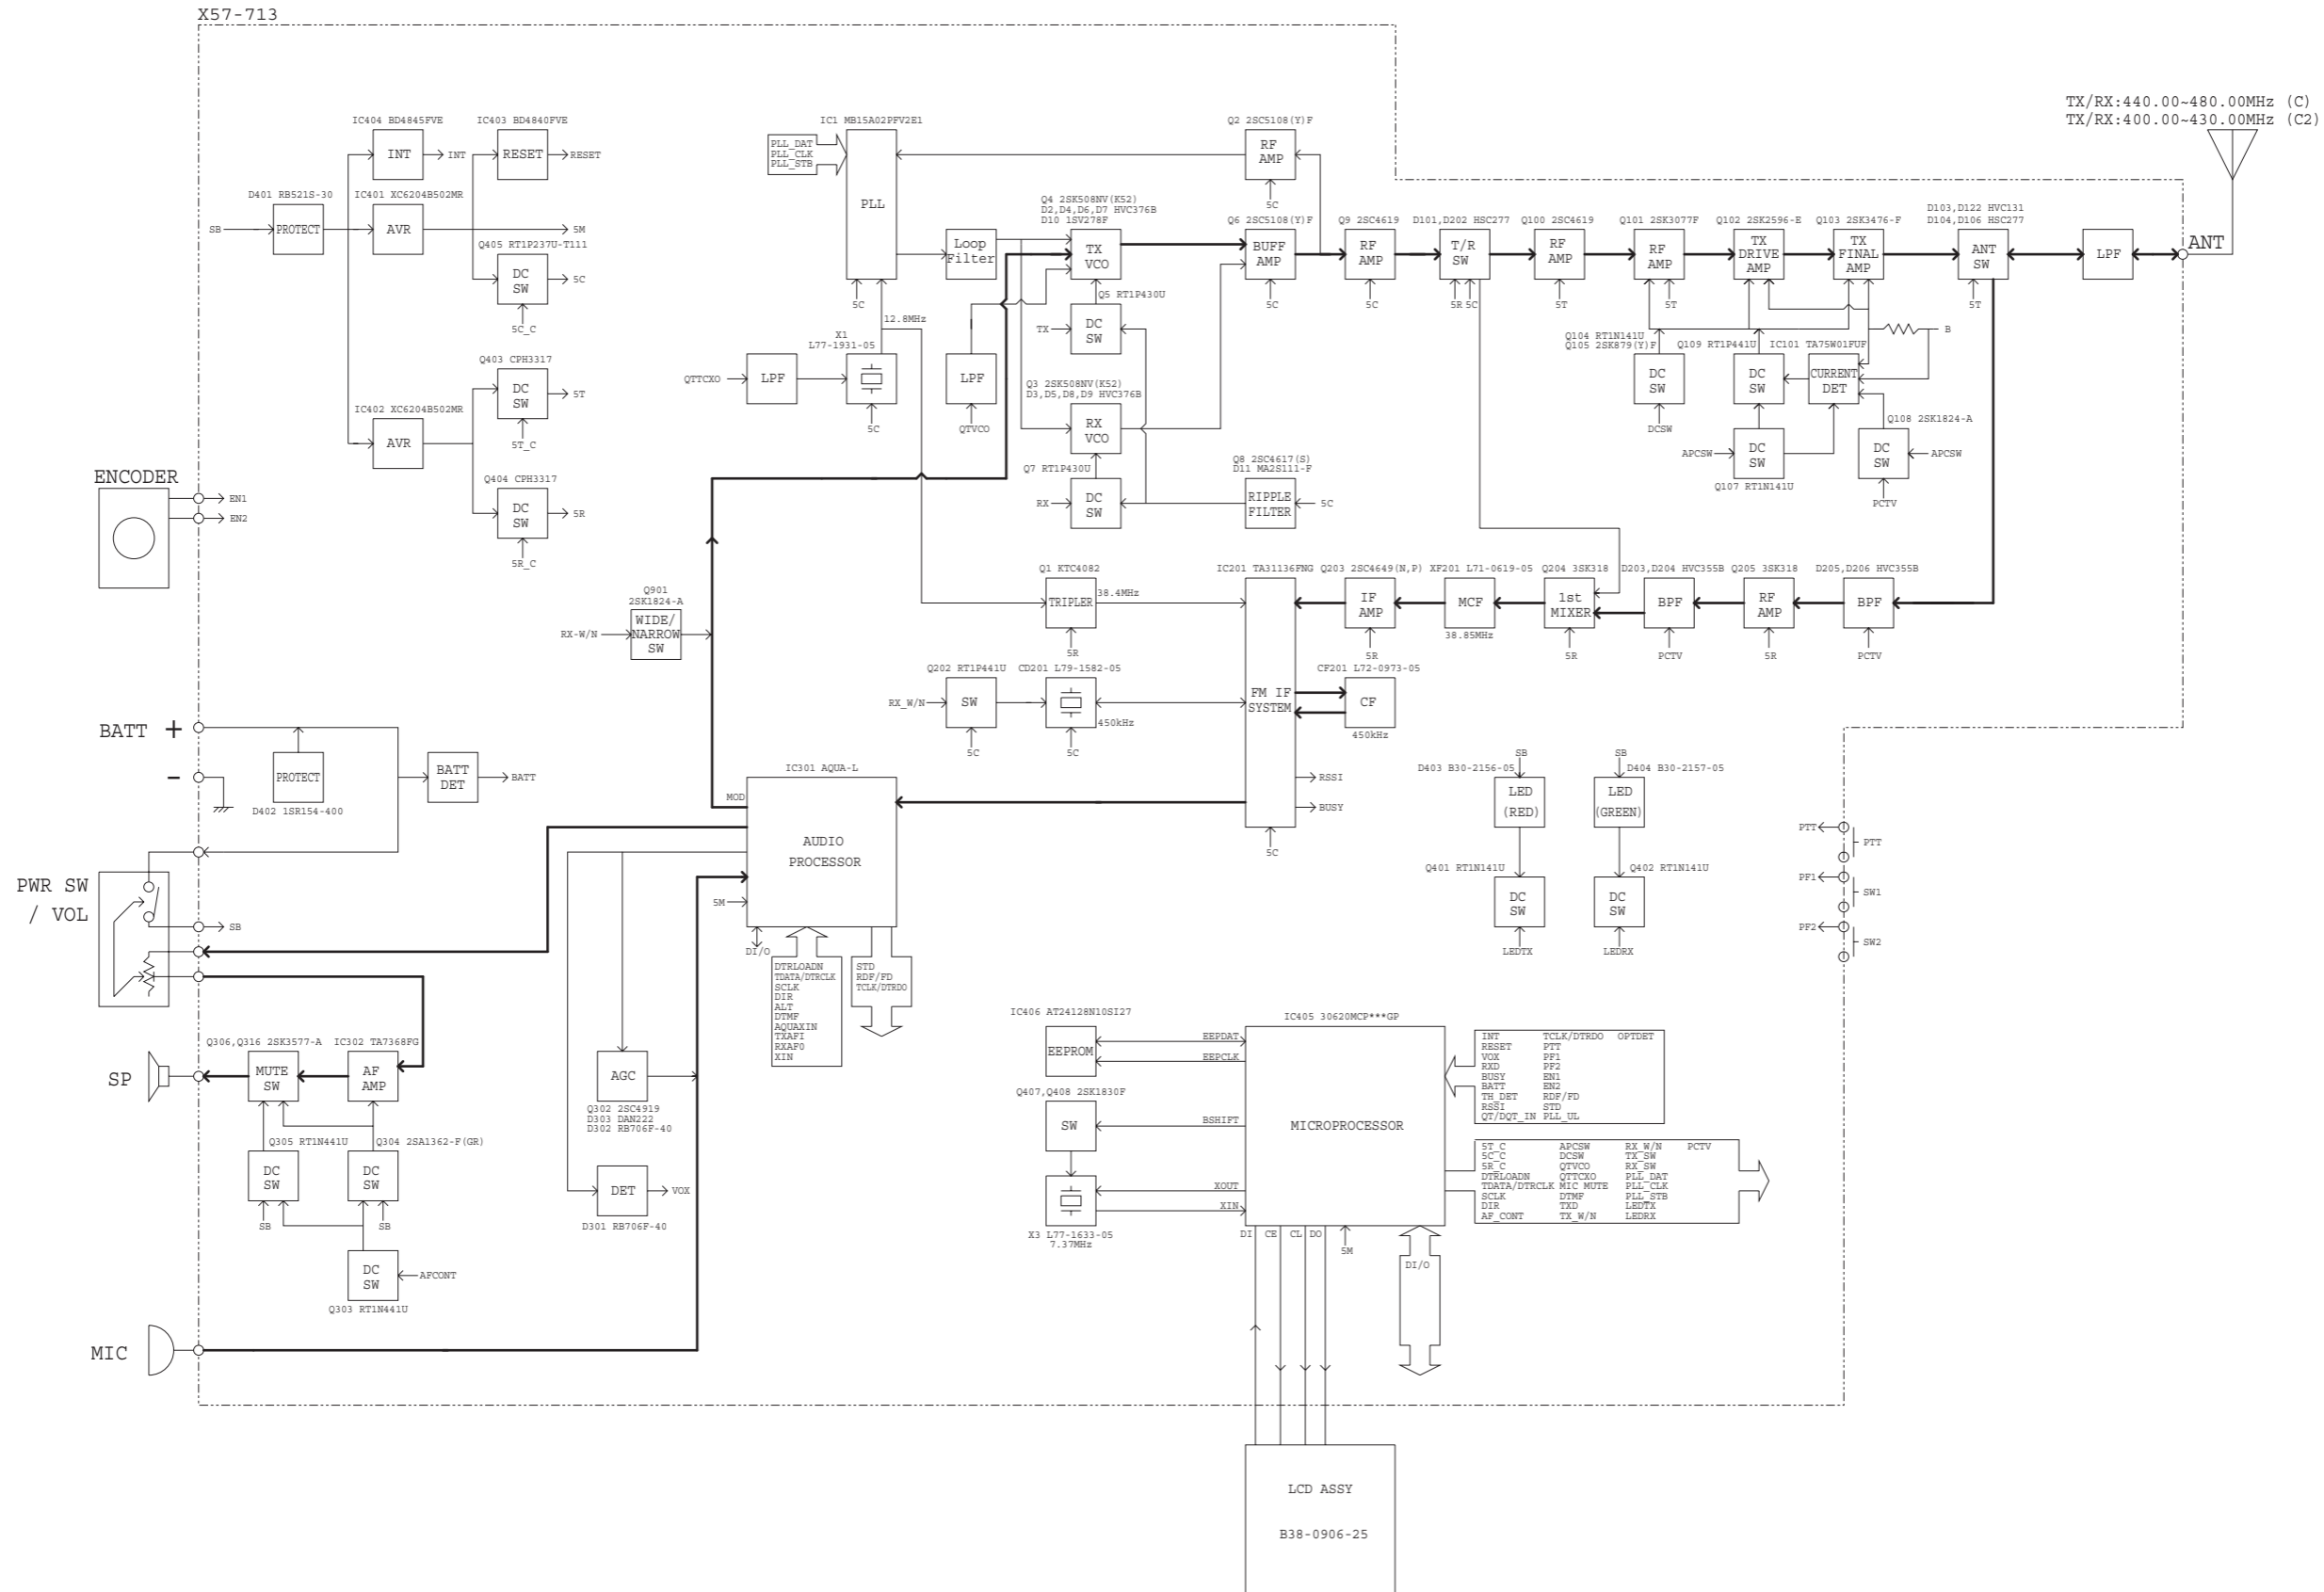 X57-713
TX/RX:440.00~480.00MHz (C)
TX/RX:400.00~430.00MHz (C2)
ANT
IC404 BD4845FVE
INT
INT
IC403 BD4840FVE
RESET
RESET
D401 RB521S-30
SB
PROTECT
IC401 XC6204B502MR
AVR
5M
Q405 RT1P237U-T111
DC
SW
5C
5C_C
Q403 CPH3317
DC
SW
5T
5T_C
IC402 XC6204B502MR
AVR
Q404 CPH3317
DC
SW
5R
5R_C
ENCODER
EN1
EN2
IC1 MB15A02PFV2E1
PLL_DAT
PLL_CLK
PLL_STB
PLL
5C
12.8MHz
X1
L77-1931-05
QTTCXO
LPF
5C
Loop
Filter
LPF
QTVCO
Q4 2SK508NV(K52)
D2,D4,D6,D7 HVC376B
D10 1SV278F
TX
VCO
Q5 RT1P430U
TX
DC
SW
Q3 2SK508NV(K52)
D3,D5,D8,D9 HVC376B
RX
VCO
Q7 RT1P430U
RX
DC
SW
Q8 2SC4617(S)
D11 MA2S111-F
RIPPLE
FILTER
5C
Q2 2SC5108(Y)F
RF
AMP
5C
Q6 2SC5108(Y)F
BUFF
AMP
5C
Q9 2SC4619
RF
AMP
5C
D101,D202 HSC277
T/R
SW
5R 5C
Q100 2SC4619
RF
AMP
5T
Q101 2SK3077F
RF
AMP
5T
Q102 2SK2596-E
TX
DRIVE
AMP
Q103 2SK3476-F
TX
FINAL
AMP
D103,D122 HVC131
D104,D106 HSC277
ANT
SW
5T
LPF
B
Q104 RT1N141U
Q105 2SK879(Y)F
DC
SW
DCSW
Q109 RT1P441U
DC
SW
IC101 TA75W01FUF
CURRENT
DET
APCSW
DC
SW
Q107 RT1N141U
Q108 2SK1824-A
DC
SW
APCSW
PCTV
Q901
2SK1824-A
RX-W/N
WIDE/
NARROW
SW
Q1 KTC4082
TRIPLER
38.4MHz
5R
IC201 TA31136FNG
FM IF
SYSTEM
RSSI
BUSY
5C
Q203 2SC4649(N,P)
IF
AMP
5R
XF201 L71-0619-05
MCF
38.85MHz
Q204 3SK318
1st
MIXER
5R
D203,D204 HVC355B
BPF
PCTV
Q205 3SK318
RF
AMP
5R
D205,D206 HVC355B
BPF
PCTV
Q202 RT1P441U
RX_W/N
SW
5C
CD201 L79-1582-05
450kHz
5C
CF201 L72-0973-05
CF
450kHz
BATT +
-
PROTECT
D402 1SR154-400
BATT
DET
BATT
PWR SW
/ VOL
SB
IC301 AQUA-L
MOD
AUDIO
PROCESSOR
5M
DI/O
DTRLOADN
TDATA/DTRCLK
SCLK
DIR
ALT
DTMF
AQUAXIN
TXAFI
RXAFO
XIN
STD
RDF/FD
TCLK/DTRDO
SB
D403 B30-2156-05
LED
(RED)
Q401 RT1N141U
DC
SW
LEDTX
SB
D404 B30-2157-05
LED
(GREEN)
Q402 RT1N141U
DC
SW
LEDRX
PTT
PTT
PF1
SW1
PF2
SW2
SP
Q306,Q316 2SK3577-A
MUTE
SW
IC302 TA7368FG
AF
AMP
Q305 RT1N441U
DC
SW
SB
Q304 2SA1362-F(GR)
DC
SW
SB
DC
SW
AFCONT
Q303 RT1N441U
AGC
Q302 2SC4919
D303 DAN222
D302 RB706F-40
DET
VOX
D301 RB706F-40
MIC
IC406 AT24128N10SI27
EEPROM
EEPDAT
EEPCLK
Q407,Q408 2SK1830F
SW
BSHIFT
XOUT
XIN
X3 L77-1633-05
7.37MHz
IC405 30620MCP***GP
MICROPROCESSOR
INT TCLK/DTRDO OPTDET
RESET PTT
VOX PF1
RXD PF2
BUSY EN1
BATT EN2
TH_DET RDF/FD
RSSI STD
QT/DQT_IN PLL_UL
5T_C APCSW RX_W/N PCTV
5C_C DCSW TX_SW
5R_C QTVCO RX_SW
DTRLOADN QTTCXO PLL_DAT
TDATA/DTRCLK MIC MUTE PLL_CLK
SCLK DTMF PLL_STB
DIR TXD LEDTX
AF_CONT TX_W/N LEDRX
DI CE CL DO
5M
DI/O
LCD ASSY
B38-0906-25